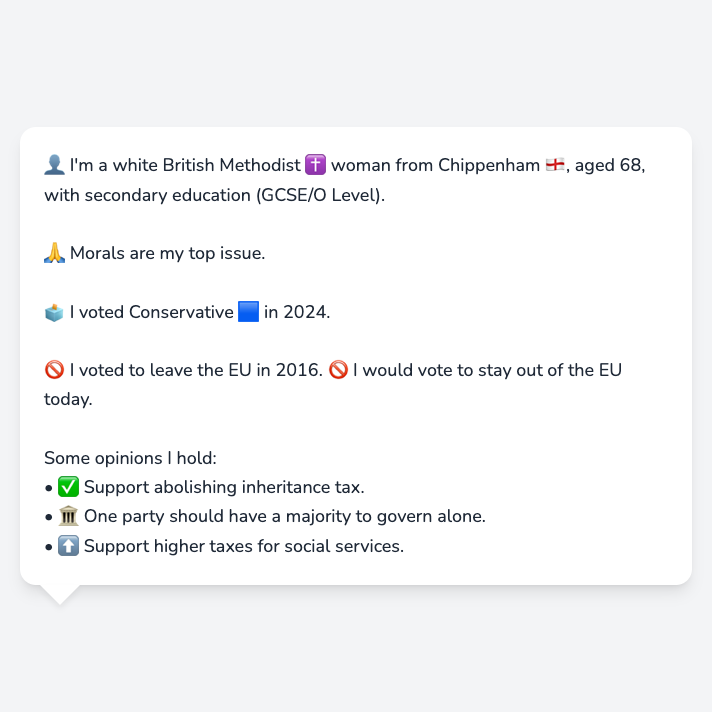 👤 I'm a white British Methodist ✝️ woman from Chippenham 🏴󠁧󠁢󠁥󠁮󠁧󠁿, aged 68,
with secondary education (GCSE/O Level).
🙏 Morals are my top issue.
🗳️ I voted Conservative 🟦 in 2024.
🚫 I voted to leave the EU in 2016. 🚫 I would vote to stay out of the EU
today.
Some opinions I hold:
• ✅ Support abolishing inheritance tax.
• 🏛️ One party should have a majority to govern alone.
• ⬆️ Support higher taxes for social services.